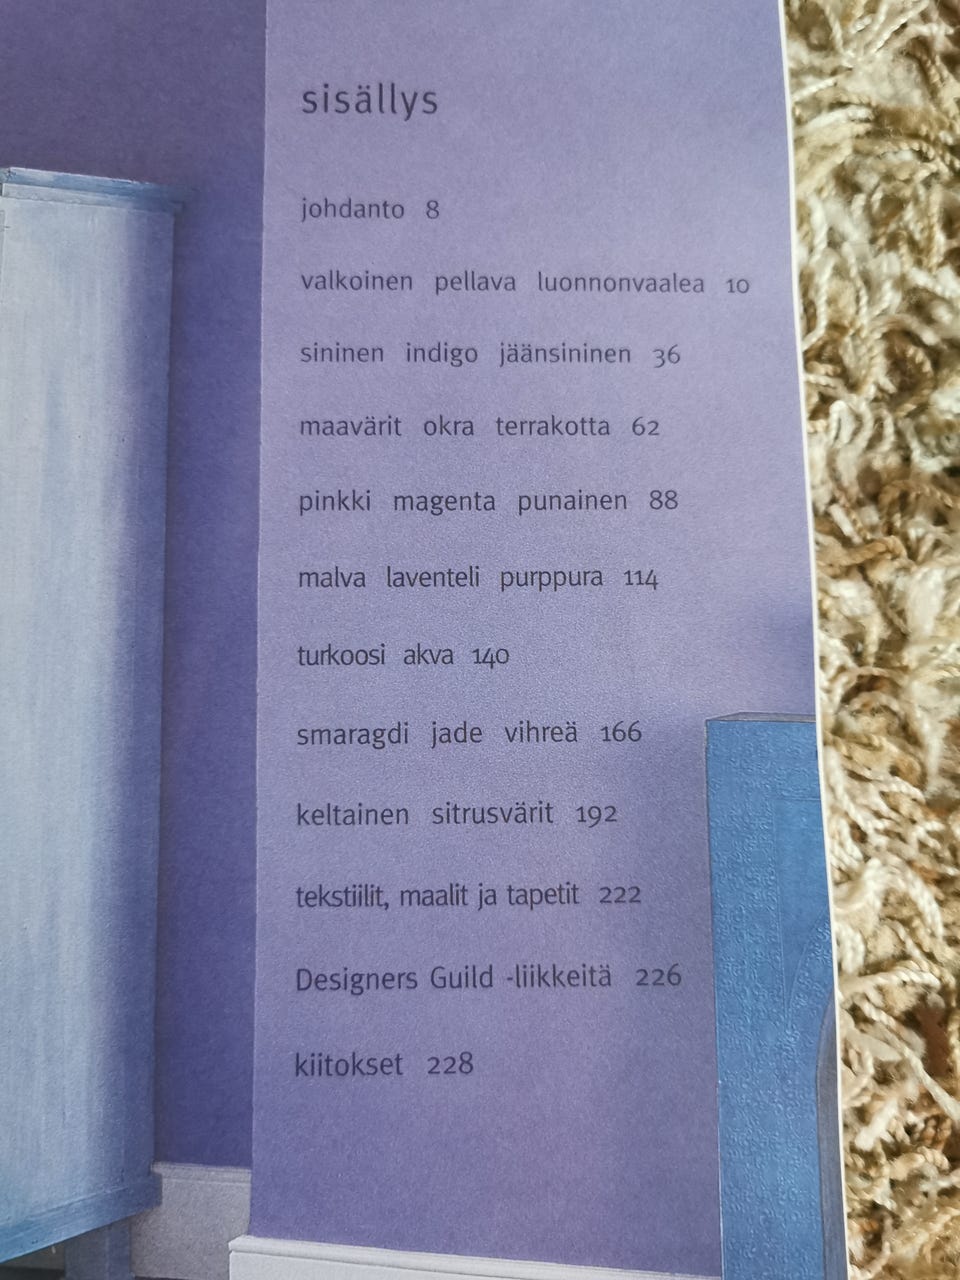 sisällys
johdanto 8
valkoinen pellava luonnonvaalea 10
sininen indigo jäänsininen 36
maavärit okra terrakotta 62
pinkki magenta punainen 88
malva laventeli purppura 114
turkoosi akva 140
smaragdi jade vihreä 166
keltainen sitrusvärit 192
tekstiilit, maalit ja tapetit 222
Designers Guild -liikkeitä 226
kiitokset 228